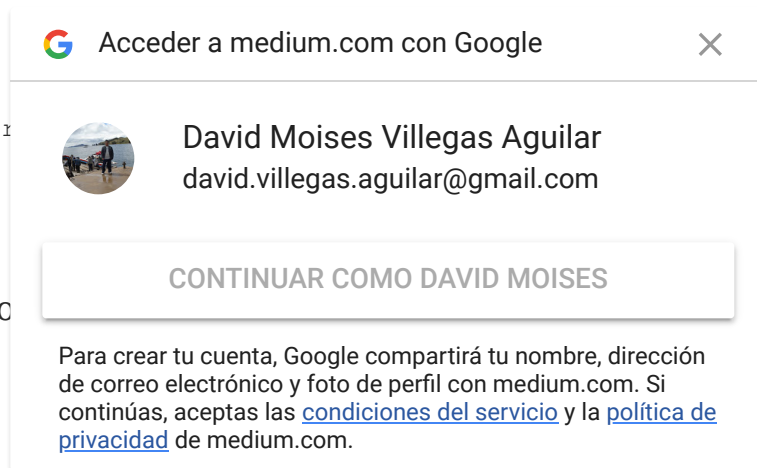 Acceder a medium.com con Google
David Moises Villegas Aguilar
david.villegas.aguilar@gmail.com
CONTINUAR COMO DAVID MOISES
Para crear tu cuenta, Google compartirá tu nombre, dirección
de correo electrónico y foto de perfil con medium.com. Si
continúas, aceptas las condiciones del servicio y la política de
privacidad de medium.com.